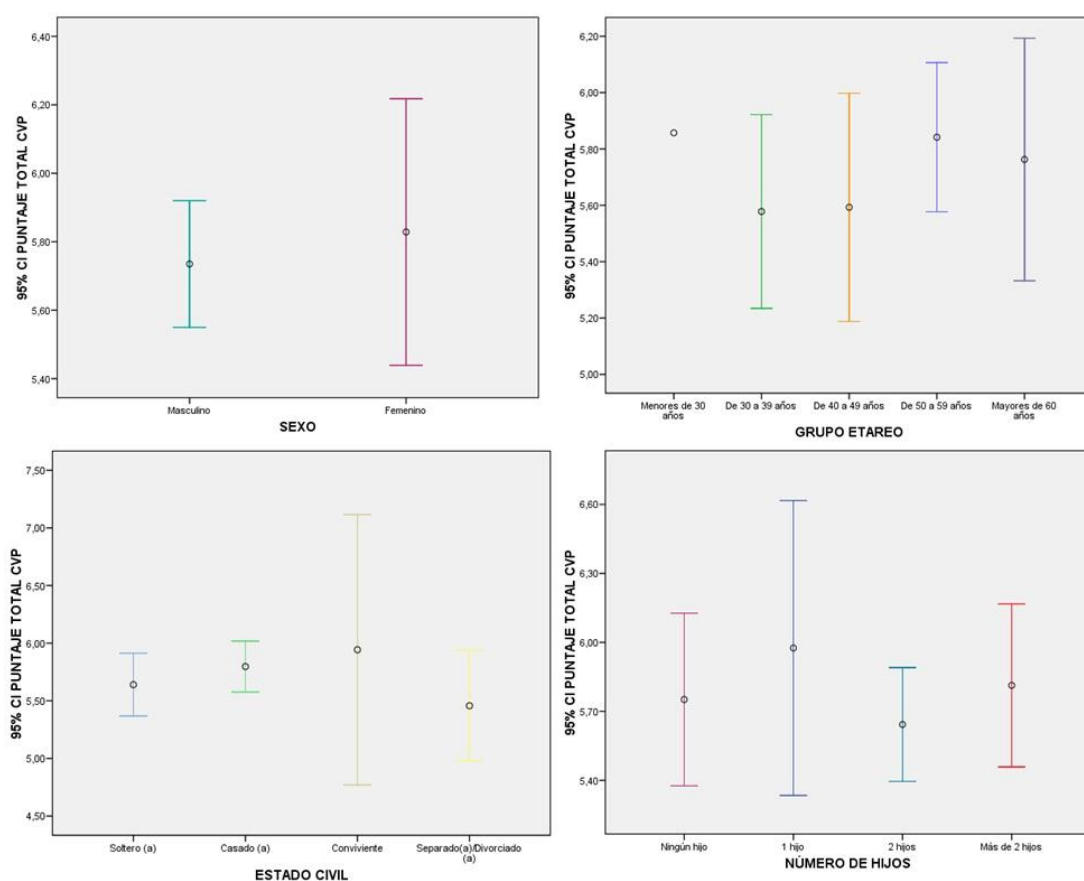 95% CI PUNTAJE TOTAL CVP
6,40
6,20
6,00
5,80
5,60
5,40
Masculino
Femenino
SEXO
95% CI PUNTAJE TOTAL CVP
6,20
6,00
5,80
5,60
5,40
5,20
5,00
Menores de 30
años
De 30 a 39 años
De 40 a 49 años
De 50 a 59 años
Mayores de 60
años
GRUPO ETAREO
95% CI PUNTAJE TOTAL CVP
7,50
7,00
6,50
6,00
5,50
5,00
4,50
Soltero (a)
Casado (a)
Conviviente
Separado(a)/Divorciado
(a)
ESTADO CIVIL
95% CI PUNTAJE TOTAL CVP
6,60
6,30
6,00
5,70
5,40
Ningún hijo
1 hijo
2 hijos
Más de 2 hijos
NÚMERO DE HIJOS